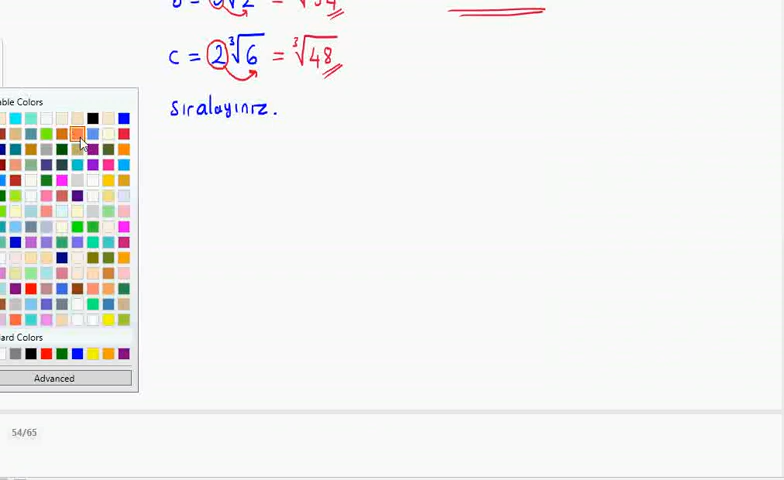 c = 2∛6 = ∛48
sıralayınız.
able Colors
ard Colors
Advanced
54/65